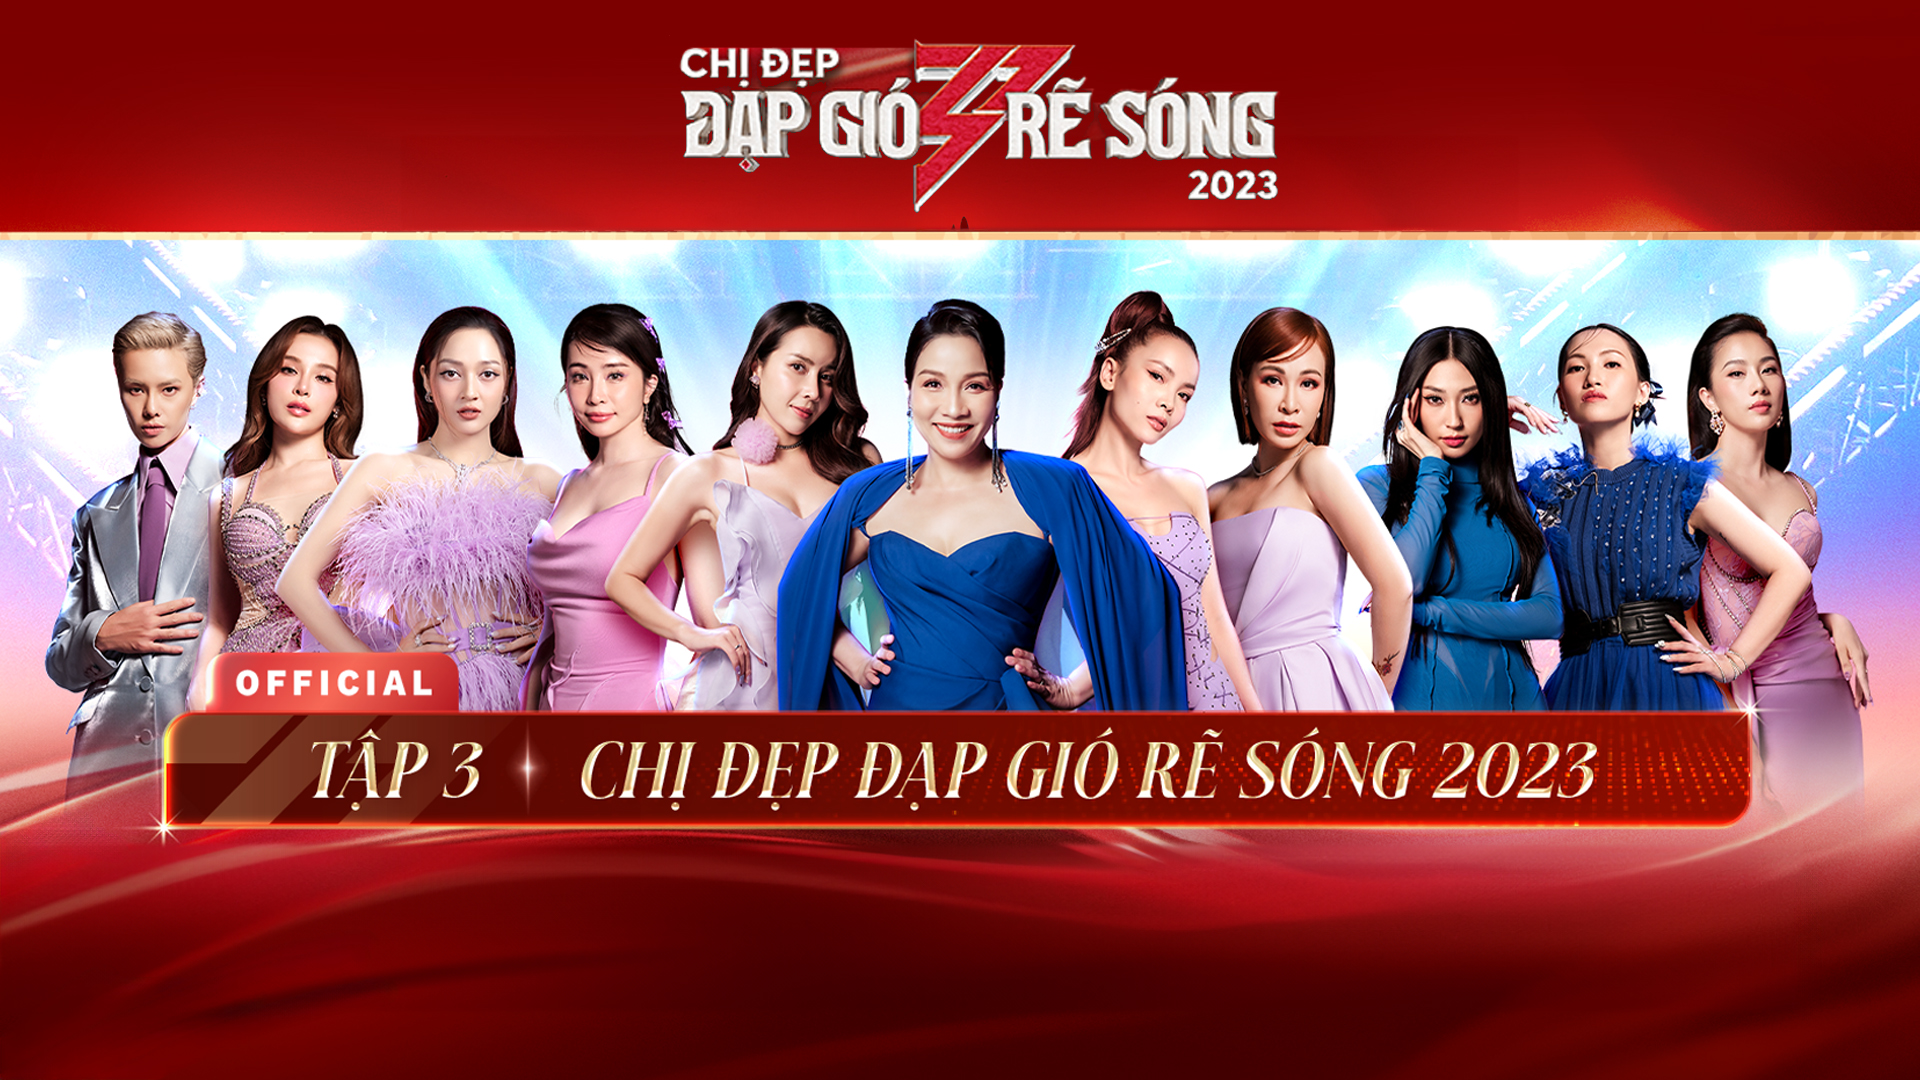 CHỊ ĐẸP
ĐẠP GIÓ RẼ SÓNG
2023
OFFICIAL
TẬP 3 CHỊ ĐẸP ĐẠP GIÓ RẼ SÓNG 2023